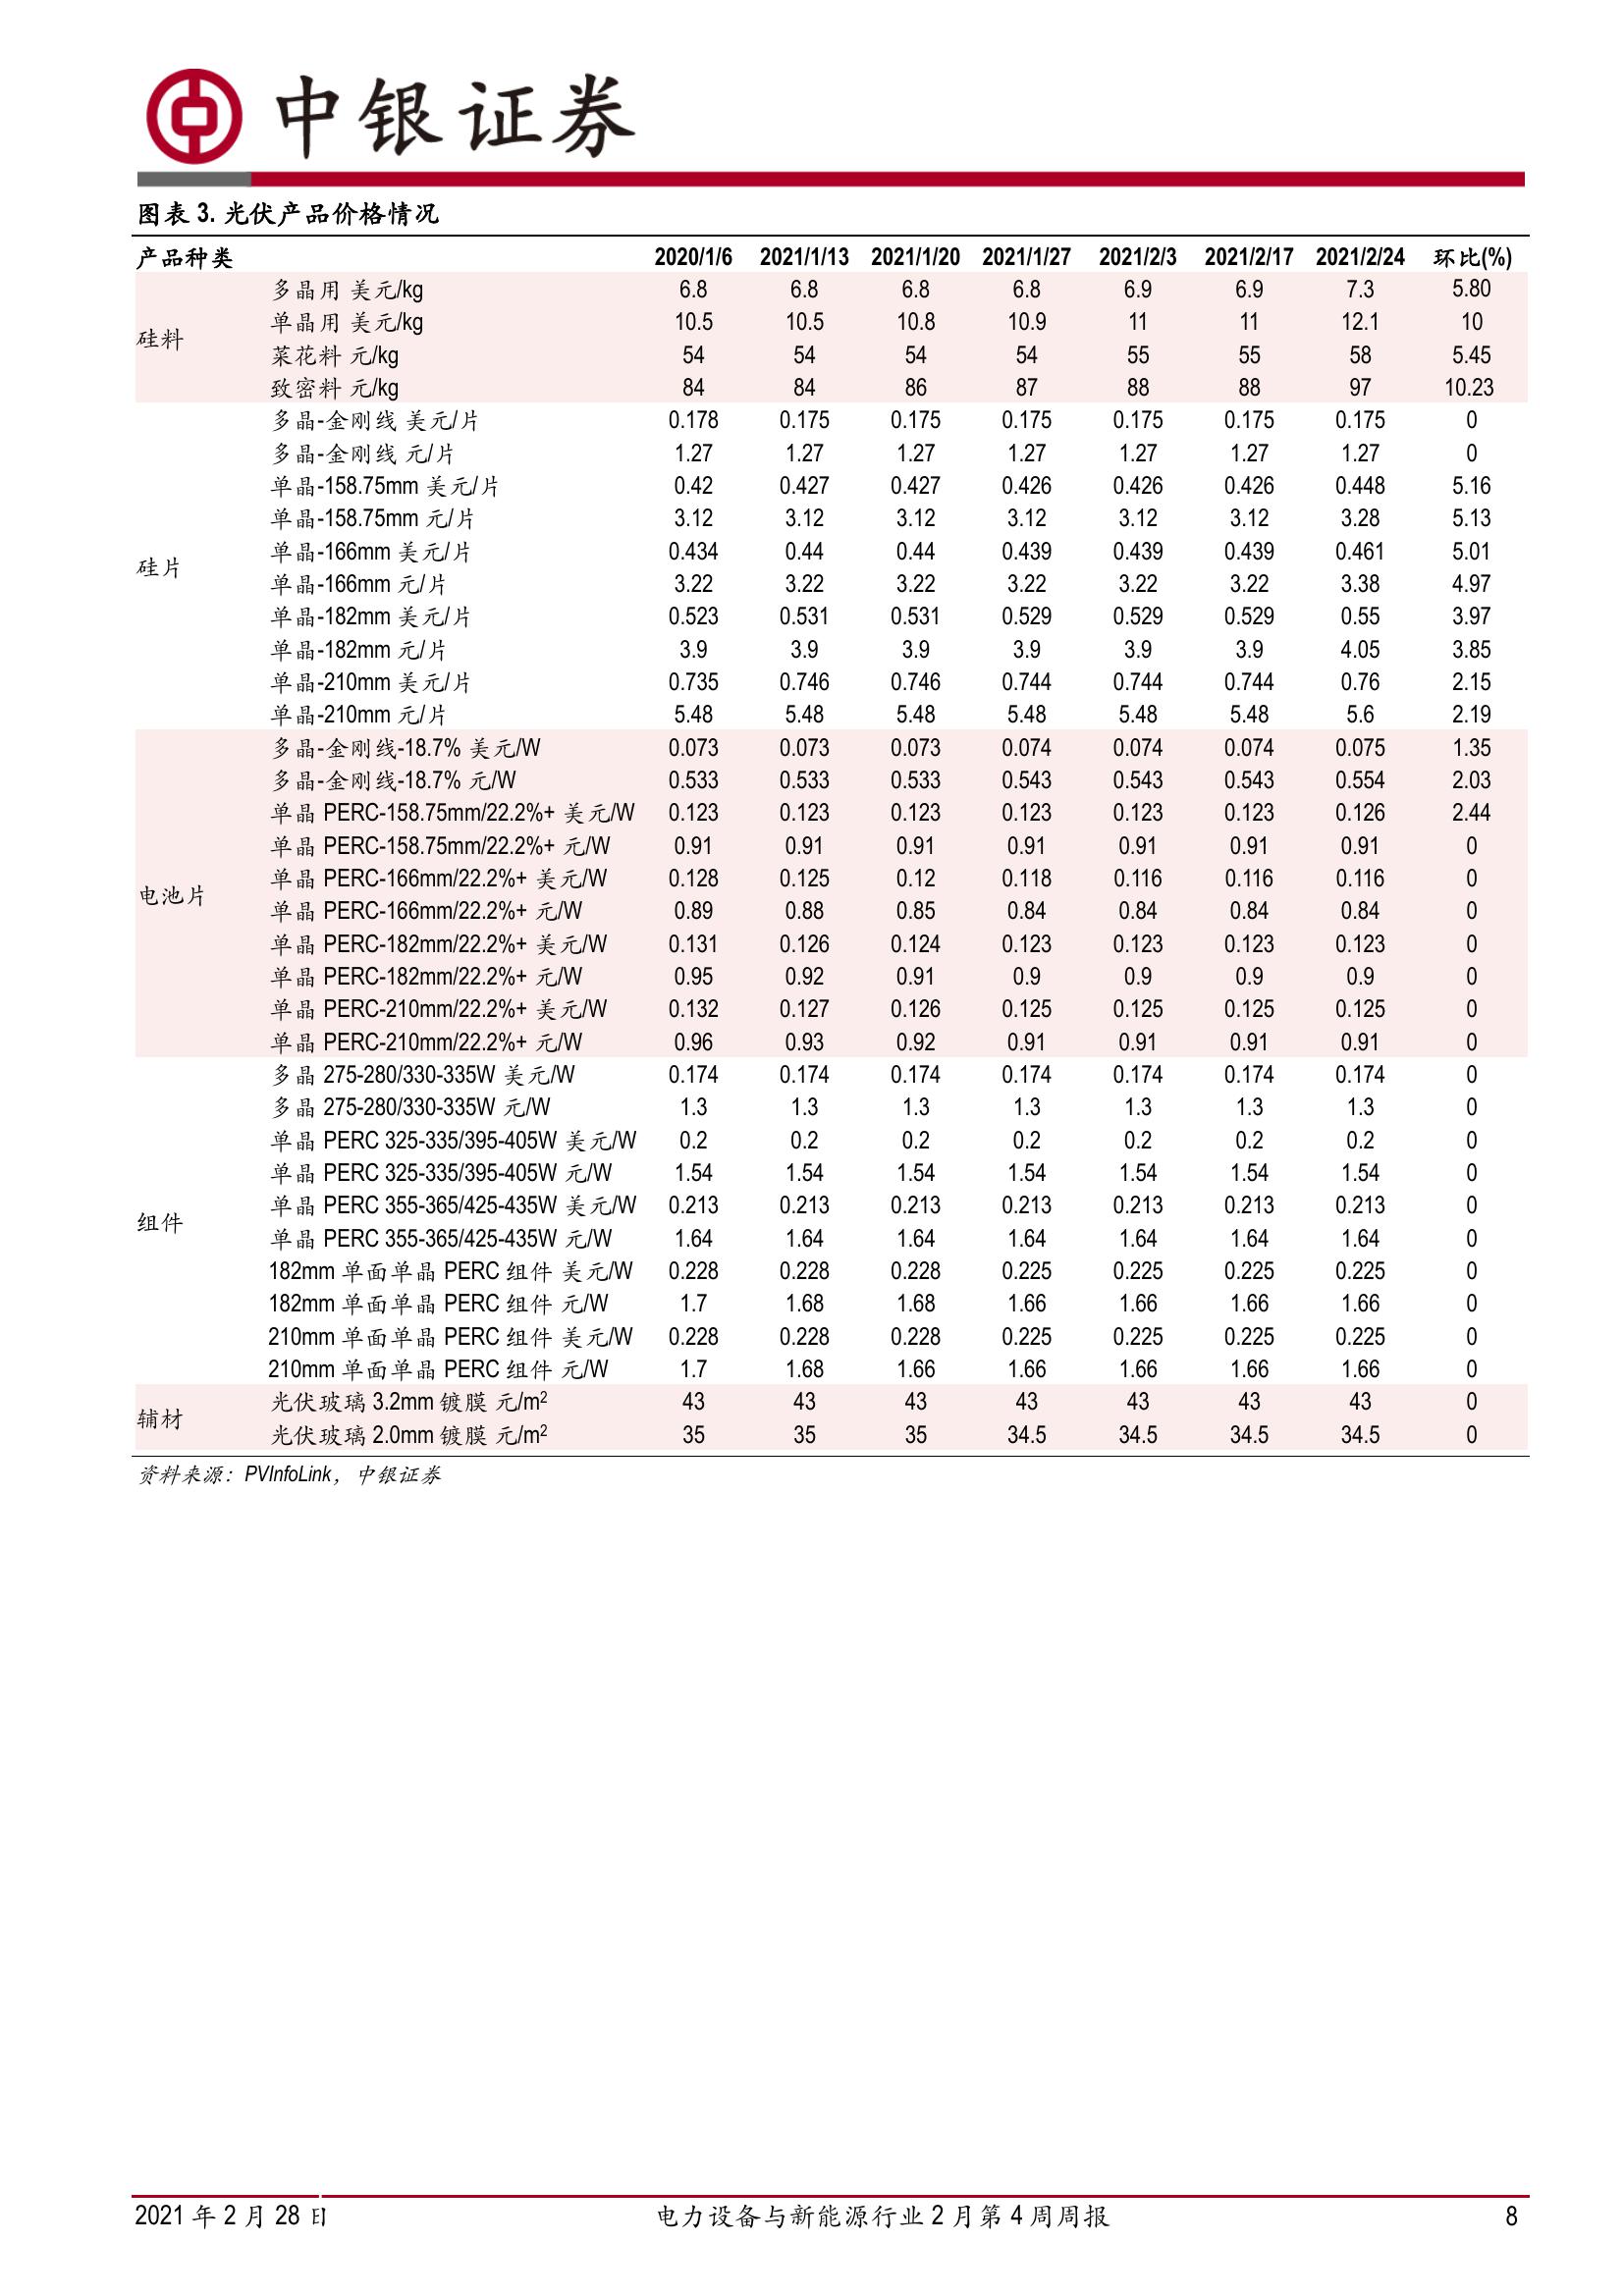 中银证券
图表 3. 光伏产品价格情况
产品种类 2020/1/6 2021/1/13 2021/1/20 2021/1/27 2021/2/3 2021/2/17 2021/2/24 环比(%)
硅料
多晶用 美元/kg 6.8 6.8 6.8 6.8 6.9 6.9 7.3 5.80
单晶用 美元/kg 10.5 10.5 10.8 10.9 11 11 12.1 10
菜花料 元/kg 54 54 54 54 55 55 58 5.45
致密料 元/kg 84 84 86 87 88 88 97 10.23
硅片
多晶-金刚线 美元/片 0.178 0.175 0.175 0.175 0.175 0.175 0.175 0
多晶-金刚线 元/片 1.27 1.27 1.27 1.27 1.27 1.27 1.27 0
单晶-158.75mm 美元/片 0.42 0.427 0.427 0.426 0.426 0.426 0.448 5.16
单晶-158.75mm 元/片 3.12 3.12 3.12 3.12 3.12 3.12 3.28 5.13
单晶-166mm 美元/片 0.434 0.44 0.44 0.439 0.439 0.439 0.461 5.01
单晶-166mm 元/片 3.22 3.22 3.22 3.22 3.22 3.22 3.38 4.97
单晶-182mm 美元/片 0.523 0.531 0.531 0.529 0.529 0.529 0.55 3.97
单晶-182mm 元/片 3.9 3.9 3.9 3.9 3.9 3.9 4.05 3.85
单晶-210mm 美元/片 0.735 0.746 0.746 0.744 0.744 0.744 0.76 2.15
单晶-210mm 元/片 5.48 5.48 5.48 5.48 5.48 5.48 5.6 2.19
电池片
多晶-金刚线-18.7% 美元/W 0.073 0.073 0.073 0.074 0.074 0.074 0.075 1.35
多晶-金刚线-18.7% 元/W 0.533 0.533 0.533 0.543 0.543 0.543 0.554 2.03
单晶 PERC-158.75mm/22.2%+ 美元/W 0.123 0.123 0.123 0.123 0.123 0.123 0.126 2.44
单晶 PERC-158.75mm/22.2%+ 元/W 0.91 0.91 0.91 0.91 0.91 0.91 0.91 0
单晶 PERC-166mm/22.2%+ 美元/W 0.128 0.125 0.12 0.118 0.116 0.116 0.116 0
单晶 PERC-166mm/22.2%+ 元/W 0.89 0.88 0.85 0.84 0.84 0.84 0.84 0
单晶 PERC-182mm/22.2%+ 美元/W 0.131 0.126 0.124 0.123 0.123 0.123 0.123 0
单晶 PERC-182mm/22.2%+ 元/W 0.95 0.92 0.91 0.9 0.9 0.9 0.9 0
单晶 PERC-210mm/22.2%+ 美元/W 0.132 0.127 0.126 0.125 0.125 0.125 0.125 0
单晶 PERC-210mm/22.2%+ 元/W 0.96 0.93 0.92 0.91 0.91 0.91 0.91 0
组件
多晶 275-280/330-335W 美元/W 0.174 0.174 0.174 0.174 0.174 0.174 0.174 0
多晶 275-280/330-335W 元/W 1.3 1.3 1.3 1.3 1.3 1.3 1.3 0
单晶 PERC 325-335/395-405W 美元/W 0.2 0.2 0.2 0.2 0.2 0.2 0.2 0
单晶 PERC 325-335/395-405W 元/W 1.54 1.54 1.54 1.54 1.54 1.54 1.54 0
单晶 PERC 355-365/425-435W 美元/W 0.213 0.213 0.213 0.213 0.213 0.213 0.213 0
单晶 PERC 355-365/425-435W 元/W 1.64 1.64 1.64 1.64 1.64 1.64 1.64 0
182mm 单面单晶 PERC 组件 美元/W 0.228 0.228 0.228 0.225 0.225 0.225 0.225 0
182mm 单面单晶 PERC 组件 元/W 1.7 1.68 1.68 1.66 1.66 1.66 1.66 0
210mm 单面单晶 PERC 组件 美元/W 0.228 0.228 0.228 0.225 0.225 0.225 0.225 0
210mm 单面单晶 PERC 组件 元/W 1.7 1.68 1.66 1.66 1.66 1.66 1.66 0
辅材
光伏玻璃 3.2mm 镀膜 元/m² 43 43 43 43 43 43 43 0
光伏玻璃 2.0mm 镀膜 元/m² 35 35 35 34.5 34.5 34.5 34.5 0
资料来源：PVInfoLink，中银证券
2021 年 2 月 28 日 电力设备与新能源行业 2 月第 4 周周报 8